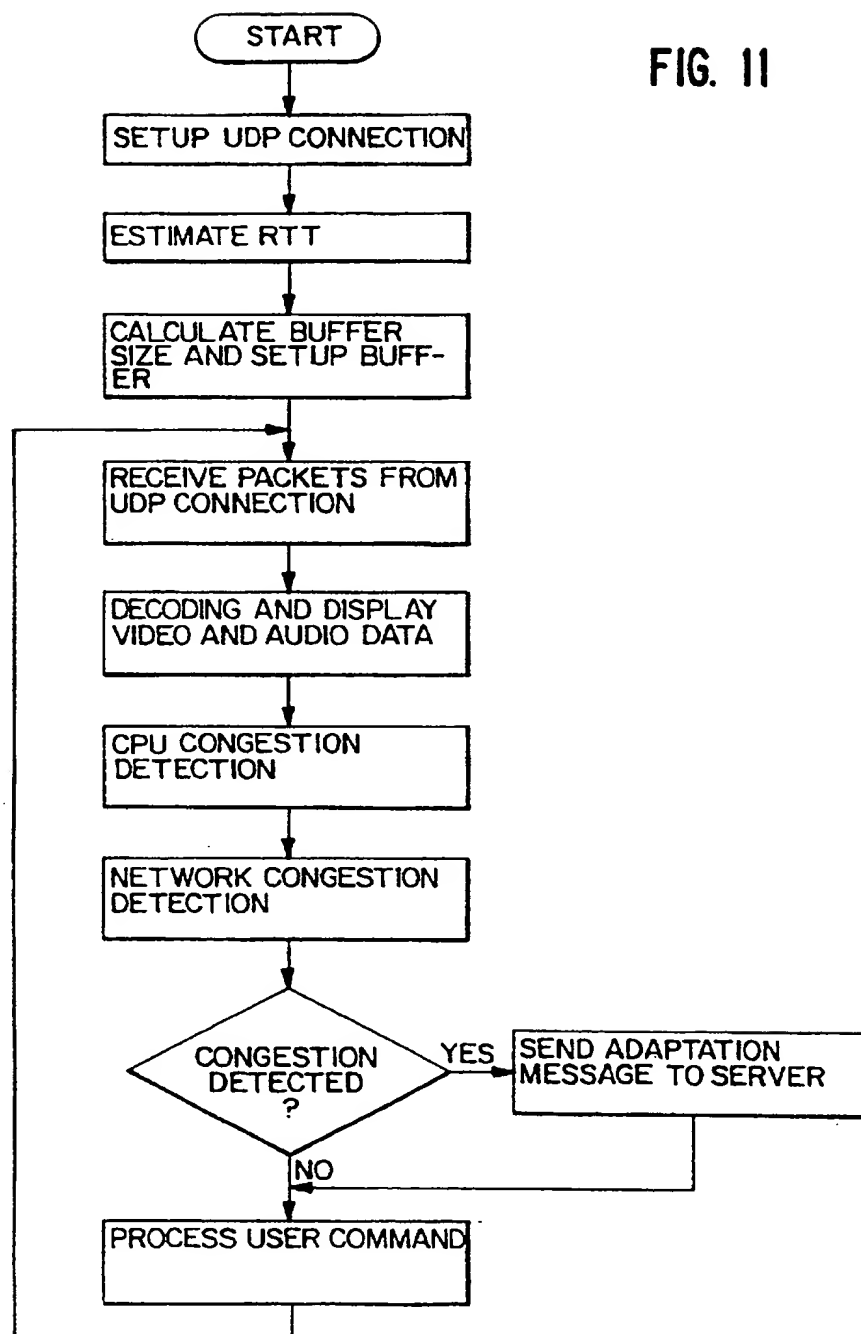 START
FIG. 11
SETUP UDP CONNECTION
ESTIMATE RTT
CALCULATE BUFFER
SIZE AND SETUP BUFF-
ER
RECEIVE PACKETS FROM
UDP CONNECTION
DECODING AND DISPLAY
VIDEO AND AUDIO DATA
CPU CONGESTION
DETECTION
NETWORK CONGESTION
DETECTION
CONGESTION
DETECTED
?
YES
SEND ADAPTATION
MESSAGE TO SERVER
NO
PROCESS USER COMMAND